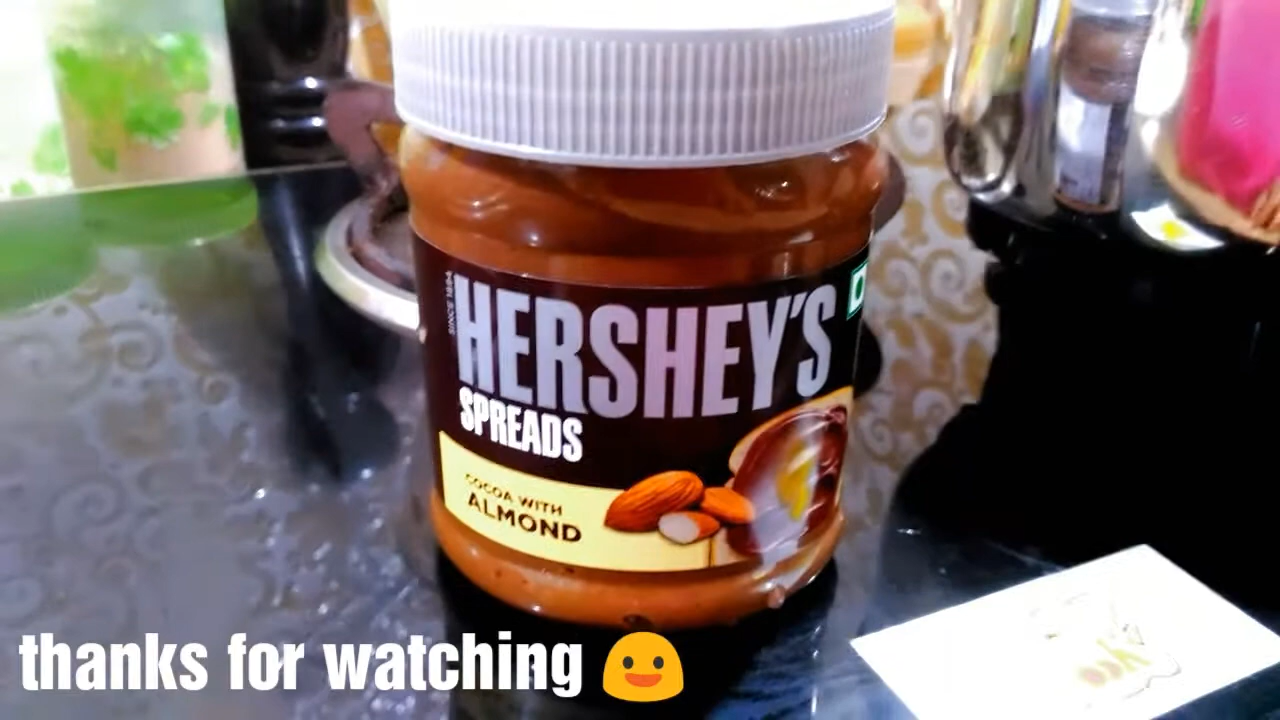 SINCE 1894
HERSHEY'S
SPREADS
COCOA WITH
ALMOND
thanks for watching